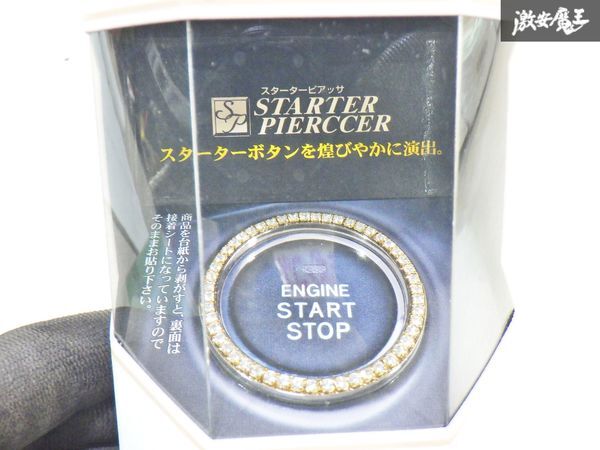 激安魔王
スターターピアッサ
SP
STARTER
PIERCCER
スターターボタンを煌びやかに演出。
商品を台紙から剥がすと、裏面は
接着シートになっていますので
そのままお貼り下さい。
ENGINE
START
STOP